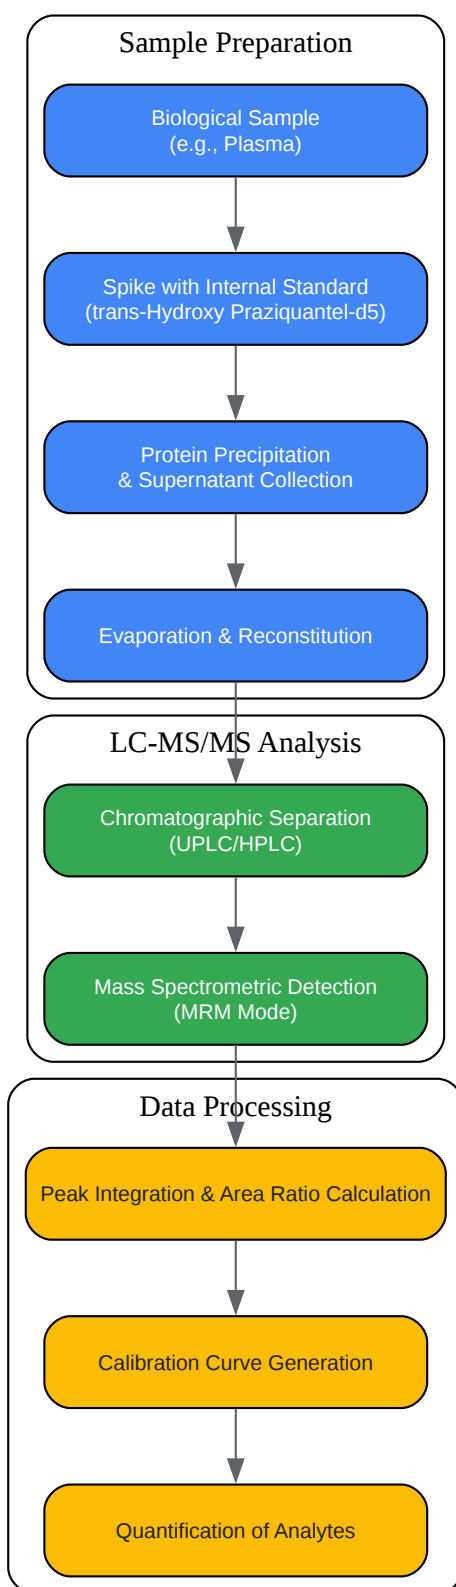 Sample Preparation
Biological Sample
(e.g., Plasma)
Spike with Internal Standard
(trans-Hydroxy Praziquantel-d5)
Protein Precipitation
& Supernatant Collection
Evaporation & Reconstitution
LC-MS/MS Analysis
Chromatographic Separation
(UPLC/HPLC)
Mass Spectrometric Detection
(MRM Mode)
Data Processing
Peak Integration & Area Ratio Calculation
Calibration Curve Generation
Quantification of Analytes